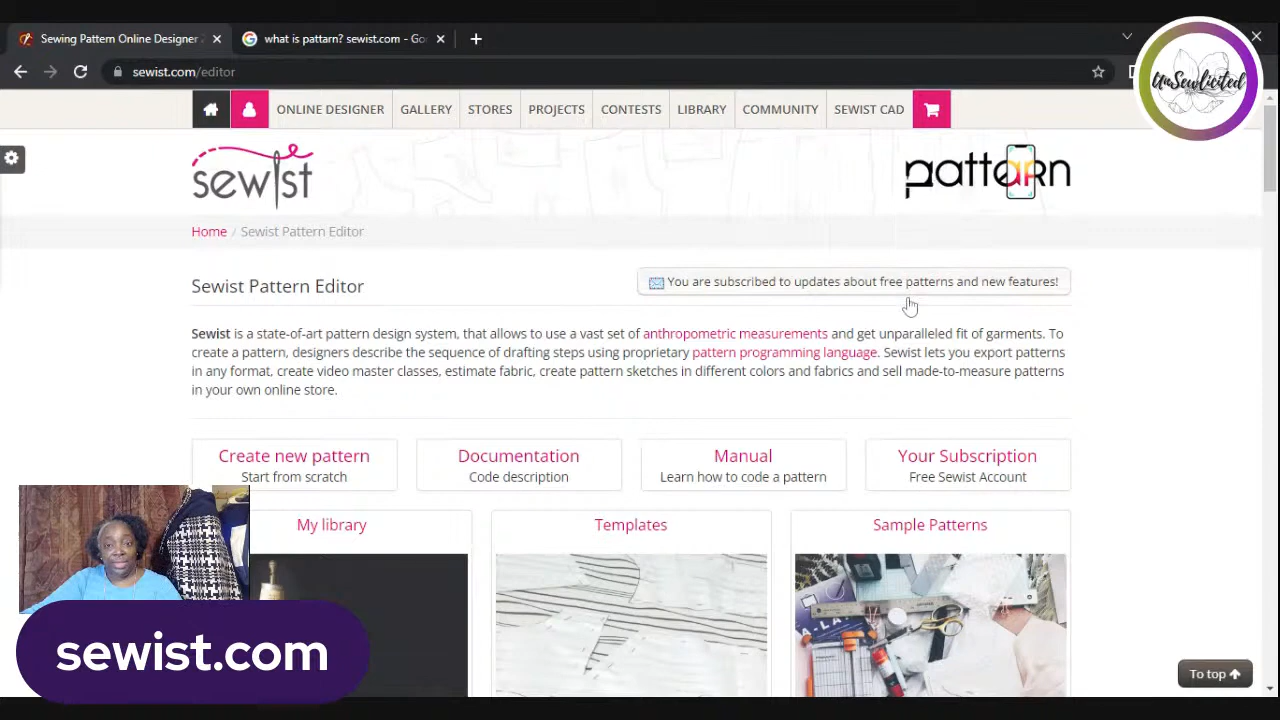 Sewing Pattern Online Designer
what is pattarn? sewist.com - Go
sewist.com/editor
UnSewlicited
ONLINE DESIGNER GALLERY STORES PROJECTS CONTESTS LIBRARY COMMUNITY SEWIST CAD
sewist
pattarn
Home / Sewist Pattern Editor
Sewist Pattern Editor
You are subscribed to updates about free patterns and new features!
Sewist is a state-of-art pattern design system, that allows to use a vast set of anthropometric measurements and get unparalleled fit of garments. To
create a pattern, designers describe the sequence of drafting steps using proprietary pattern programming language. Sewist lets you export patterns
in any format, create video master classes, estimate fabric, create pattern sketches in different colors and fabrics and sell made-to-measure patterns
in your own online store.
Create new pattern
Start from scratch
Documentation
Code description
Manual
Learn how to code a pattern
Your Subscription
Free Sewist Account
My library
Templates
Sample Patterns
sewist.com
To top